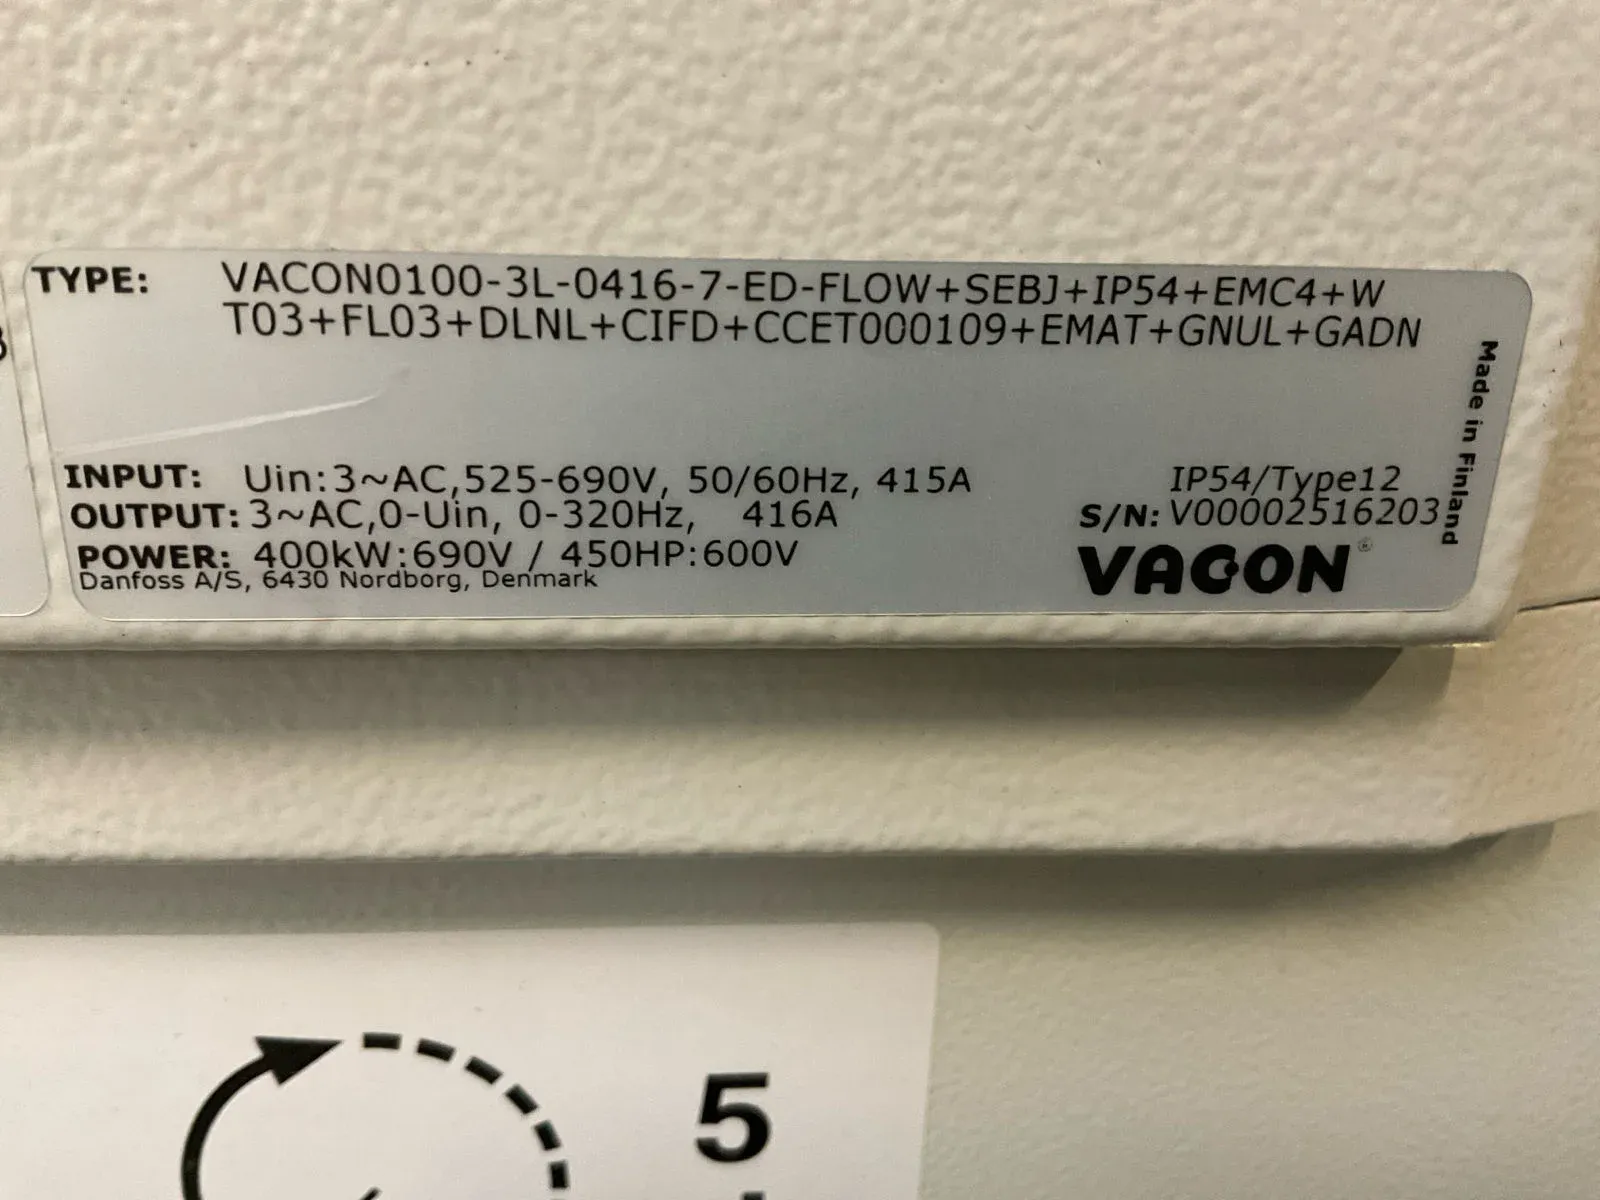 TYPE: VACON0100-3L-0416-7-ED-FLOW+SEBJ+IP54+EMC4+W
T03+FL03+DLNL+CIFD+CCET000109+EMAT+GNUL+GADN
Made in Finland
INPUT: Uin:3~AC,525-690V, 50/60Hz, 415A
IP54/Type12
OUTPUT: 3~AC,0-Uin, 0-320Hz, 416A
S/N: V00002516203
POWER: 400kW:690V / 450HP:600V
Danfoss A/S, 6430 Nordborg, Denmark
VACON®
5